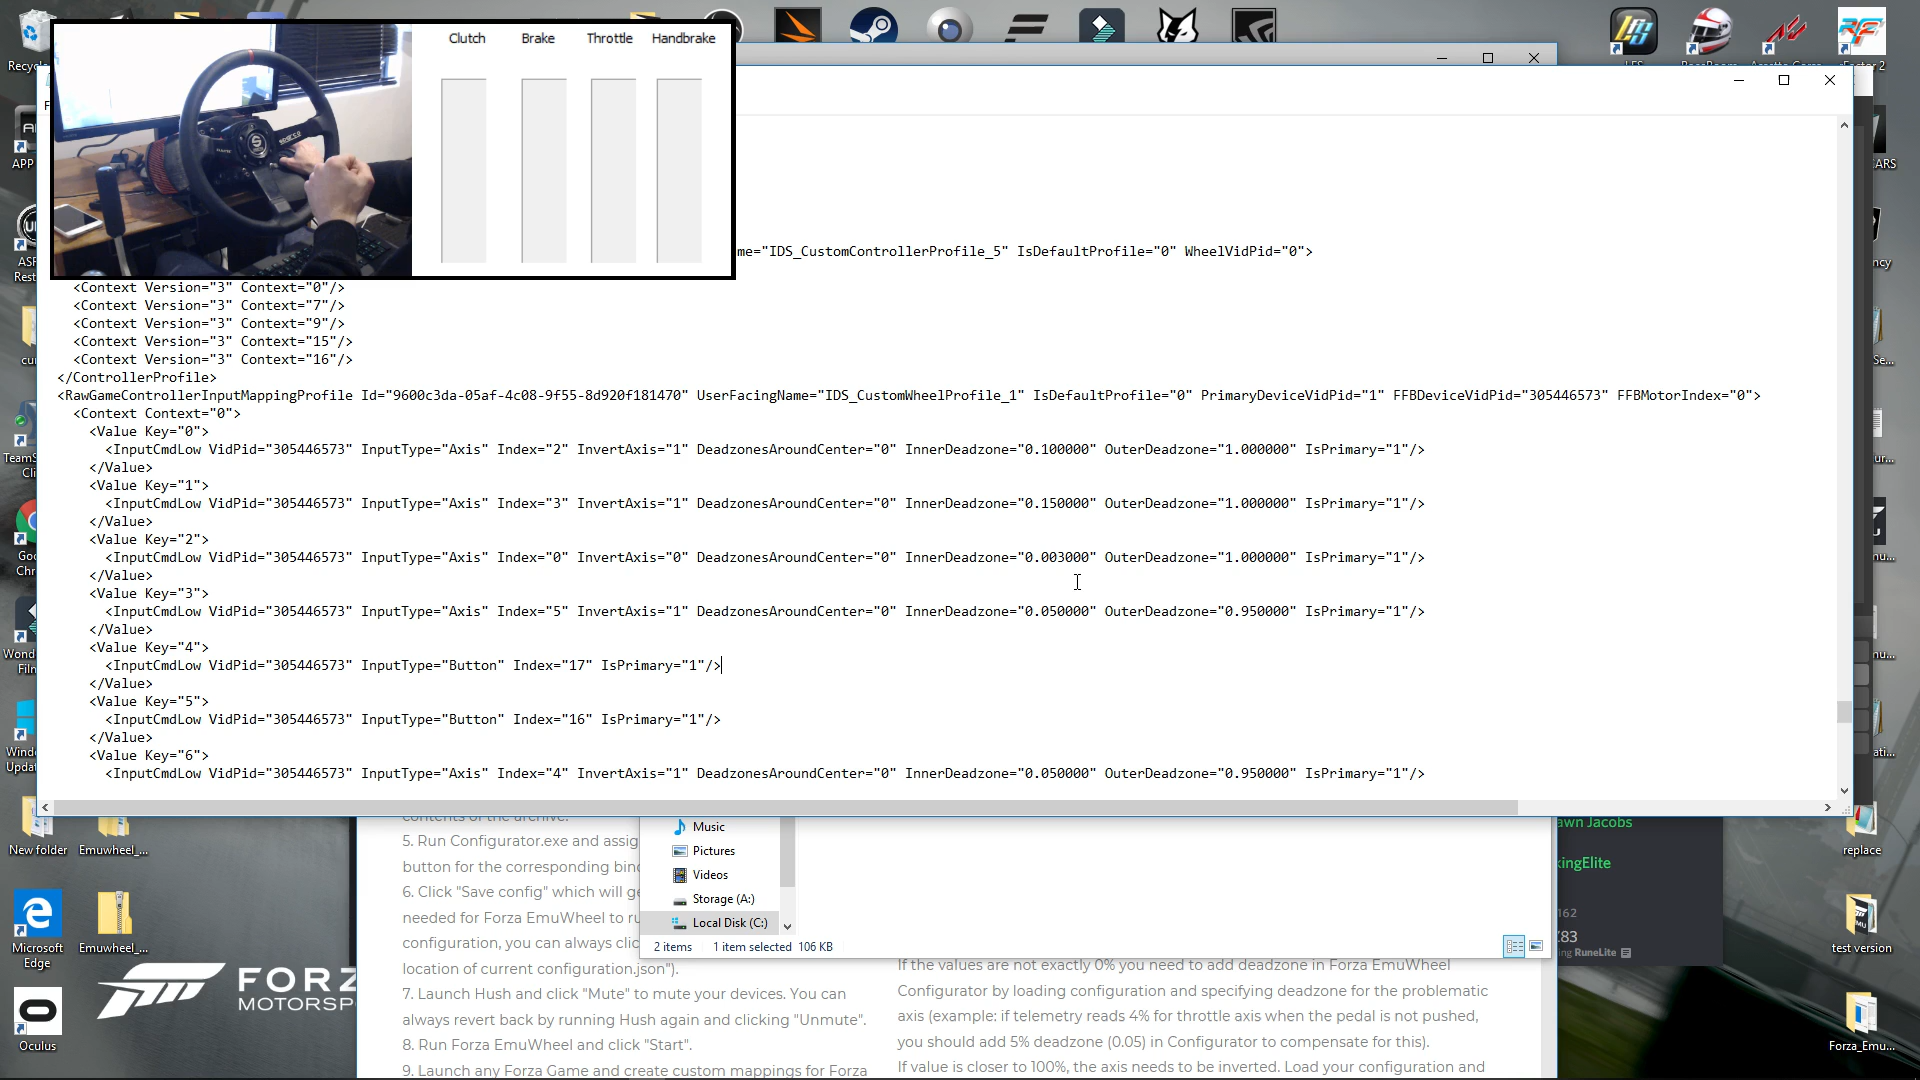 Clutch Brake Throttle Handbrake
me="IDS_CustomControllerProfile_5" IsDefaultProfile="0" WheelVidPid="0">
<Context Version="3" Context="0"/>
<Context Version="3" Context="7"/>
<Context Version="3" Context="9"/>
<Context Version="3" Context="15"/>
<Context Version="3" Context="16"/>
</ControllerProfile>
<RawGameControllerInputMappingProfile Id="9600c3da-05af-4c08-9f55-8d920f181470" UserFacingName="IDS_CustomWheelProfile_1" IsDefaultProfile="0" PrimaryDeviceVidPid="1" FFBDeviceVidPid="305446573" FFBMotorIndex="0">
<Context Context="0">
<Value Key="0">
<InputCmdLow VidPid="305446573" InputType="Axis" Index="2" InvertAxis="1" DeadzonesAroundCenter="0" InnerDeadzone="0.100000" OuterDeadzone="1.000000" IsPrimary="1"/>
</Value>
<Value Key="1">
<InputCmdLow VidPid="305446573" InputType="Axis" Index="3" InvertAxis="1" DeadzonesAroundCenter="0" InnerDeadzone="0.150000" OuterDeadzone="1.000000" IsPrimary="1"/>
</Value>
<Value Key="2">
<InputCmdLow VidPid="305446573" InputType="Axis" Index="0" InvertAxis="0" DeadzonesAroundCenter="0" InnerDeadzone="0.003000" OuterDeadzone="1.000000" IsPrimary="1"/>
</Value>
<Value Key="3">
<InputCmdLow VidPid="305446573" InputType="Axis" Index="5" InvertAxis="1" DeadzonesAroundCenter="0" InnerDeadzone="0.050000" OuterDeadzone="0.950000" IsPrimary="1"/>
</Value>
<Value Key="4">
<InputCmdLow VidPid="305446573" InputType="Button" Index="17" IsPrimary="1"/>
</Value>
<Value Key="5">
<InputCmdLow VidPid="305446573" InputType="Button" Index="16" IsPrimary="1"/>
</Value>
<Value Key="6">
<InputCmdLow VidPid="305446573" InputType="Axis" Index="4" InvertAxis="1" DeadzonesAroundCenter="0" InnerDeadzone="0.050000" OuterDeadzone="0.950000" IsPrimary="1"/>
contents of the archive.
5. Run Configurator.exe and assig
button for the corresponding bin
6. Click "Save config" which will ge
needed for Forza EmuWheel to ru
configuration, you can always clic
location of current configuration.json").
7. Launch Hush and click "Mute" to mute your devices. You can
always revert back by running Hush again and clicking "Unmute".
8. Run Forza EmuWheel and click "Start".
9. Launch any Forza Game and create custom mappings for Forza
Music
Pictures
Videos
Storage (A:)
Local Disk (C:)
2 items 1 item selected 106 KB
If the values are not exactly 0% you need to add deadzone in Forza EmuWheel
Configurator by loading configuration and specifying deadzone for the problematic
axis (example: if telemetry reads 4% for throttle axis when the pedal is not pushed,
you should add 5% deadzone (0.05) in Configurator to compensate for this).
If value is closer to 100%, the axis needs to be inverted. Load your configuration and
awn Jacobs
kingElite
RuneLite
New folder
Emuwheel_...
Microsoft
Edge
Emuwheel_...
Oculus
FORZ
MOTORSP
replace
test version
Forza_Emu...